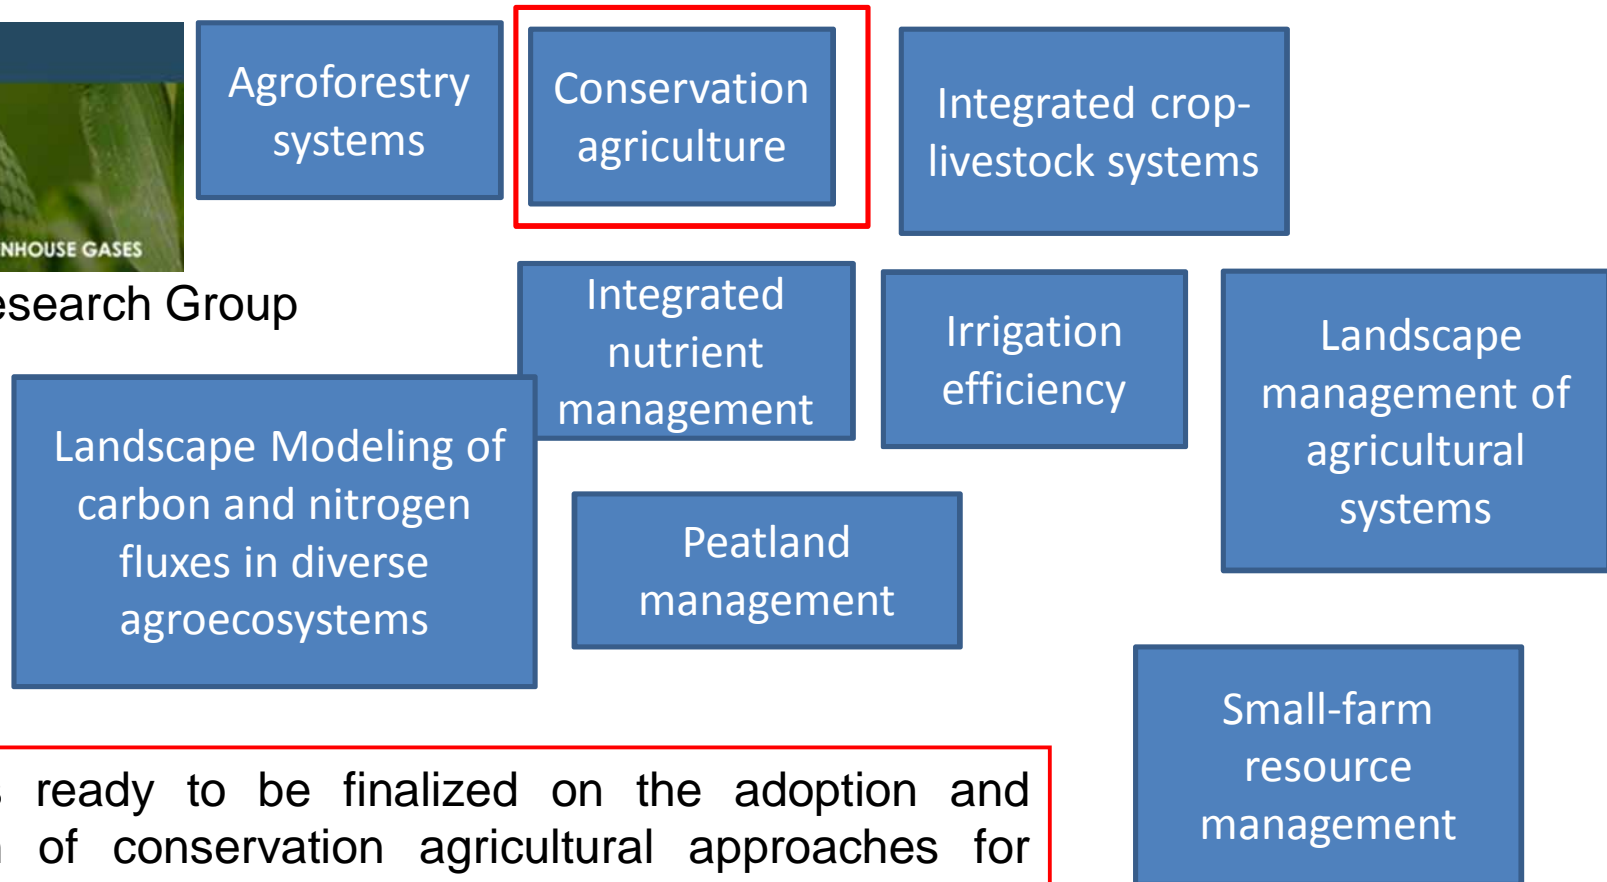 Agroforestry
systems
Conservation
agriculture
Integrated crop-
livestock systems
NHOUSE GASES
esearch Group
Integrated
nutrient
management
Irrigation
efficiency
Landscape
management of
agricultural
systems
Landscape Modeling of
carbon and nitrogen
fluxes in diverse
agroecosystems
Peatland
management
Small-farm
resource
management
s ready to be finalized on the adoption and
of conservation agricultural approaches for